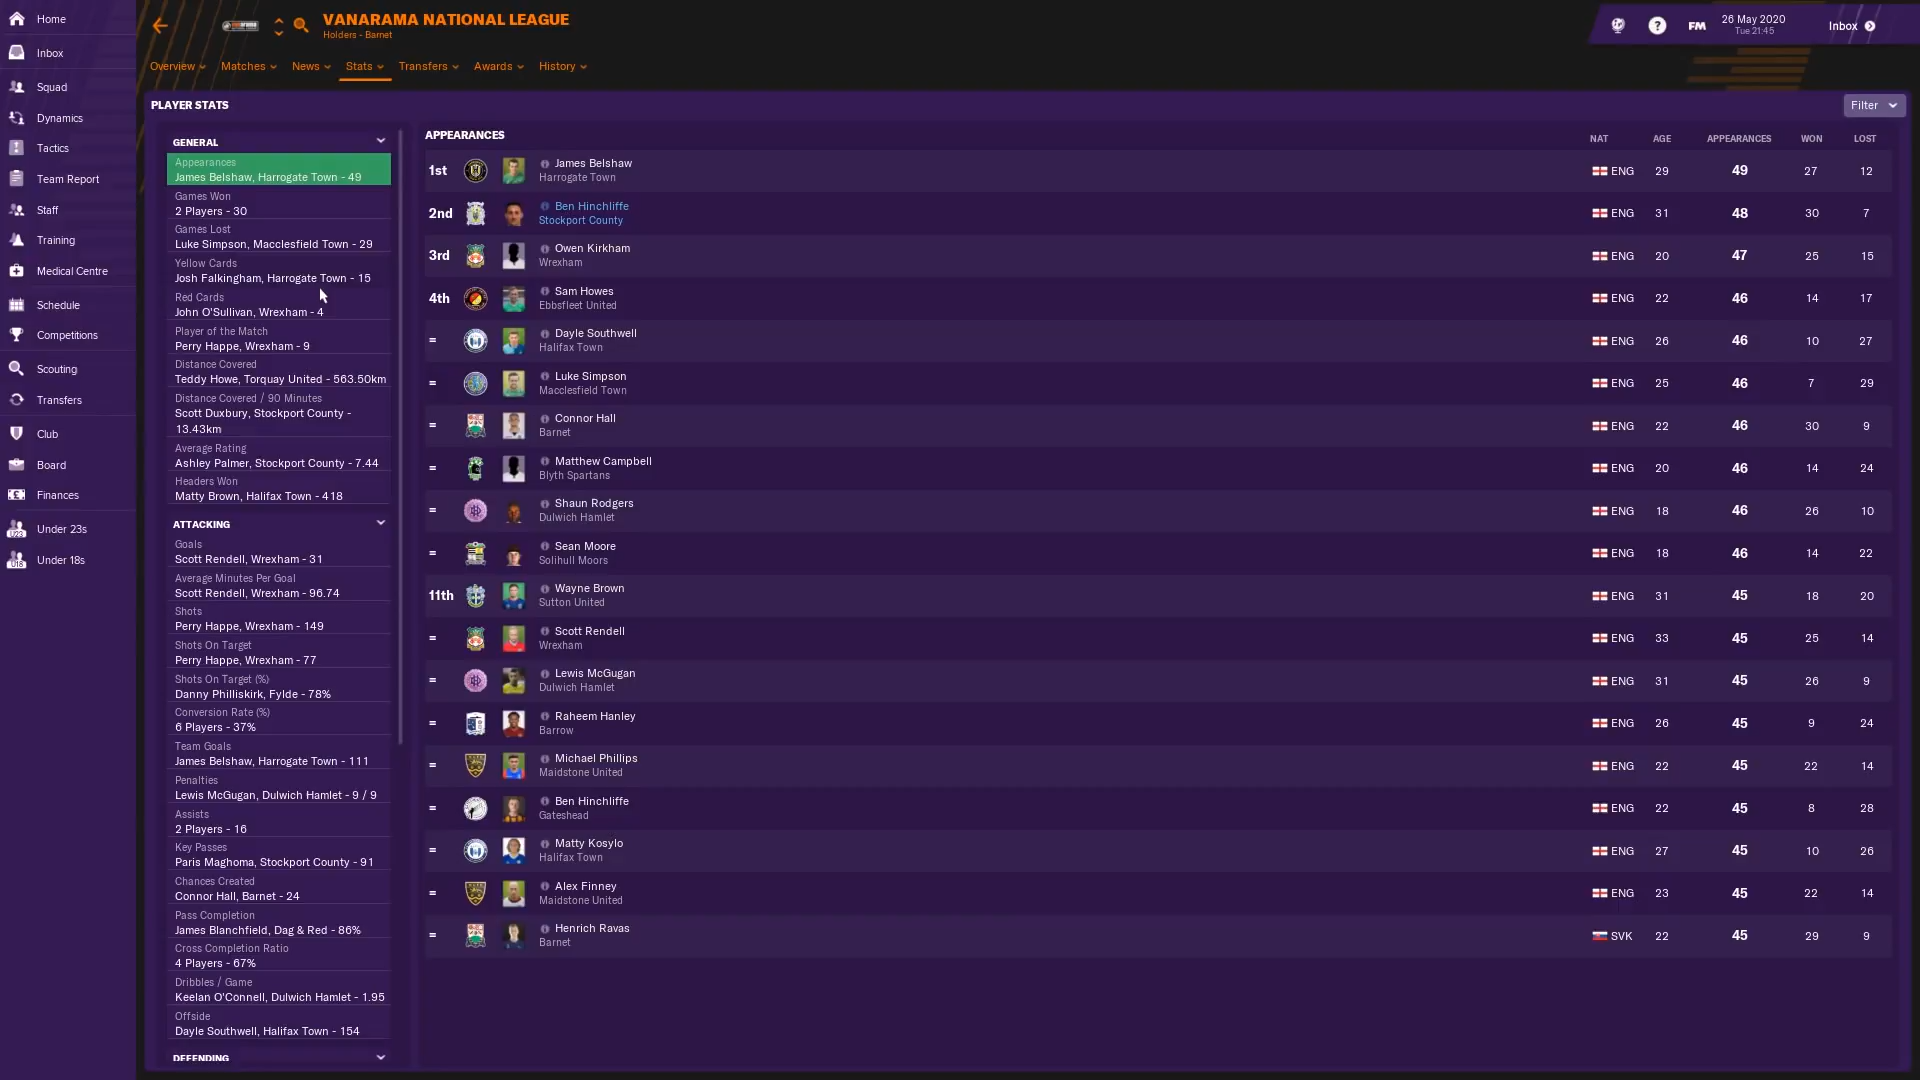 Home
Inbox
Squad
Dynamics
Tactics
Team Report
Staff
Training
Medical Centre
Schedule
Competitions
Scouting
Transfers
Club
Board
Finances
Under 23s
Under 18s
VANARAMA NATIONAL LEAGUE
Holders - Barnet
FM
26 May 2020
Tue 21:45
Inbox
Overview
Matches
News
Stats
Transfers
Awards
History
PLAYER STATS
Filter
GENERAL
Appearances
James Belshaw, Harrogate Town - 49
Games Won
2 Players - 30
Games Lost
Luke Simpson, Macclesfield Town - 29
Yellow Cards
Josh Falkingham, Harrogate Town - 15
Red Cards
John O'Sullivan, Wrexham - 4
Player of the Match
Perry Happe, Wrexham - 9
Distance Covered
Teddy Howe, Torquay United - 563.50km
Distance Covered / 90 Minutes
Scott Duxbury, Stockport County -
13.43km
Average Rating
Ashley Palmer, Stockport County - 7.44
Headers Won
Matty Brown, Halifax Town - 418
ATTACKING
Goals
Scott Rendell, Wrexham - 31
Average Minutes Per Goal
Scott Rendell, Wrexham - 96.74
Shots
Perry Happe, Wrexham - 149
Shots On Target
Perry Happe, Wrexham - 77
Shots On Target (%)
Danny Philliskirk, Fylde - 78%
Conversion Rate (%)
6 Players - 37%
Team Goals
James Belshaw, Harrogate Town - 111
Penalties
Lewis McGugan, Dulwich Hamlet - 9 / 9
Assists
2 Players - 16
Key Passes
Paris Maghoma, Stockport County - 91
Chances Created
Connor Hall, Barnet - 24
Pass Completion
James Blanchfield, Dag & Red - 86%
Cross Completion Ratio
4 Players - 67%
Dribbles / Game
Keelan O'Connell, Dulwich Hamlet - 1.95
Offside
Dayle Southwell, Halifax Town - 154
DEFENDING
APPEARANCES NAT AGE APPEARANCES WON LOST
1st James Belshaw Harrogate Town ENG 29 49 27 12
2nd Ben Hinchliffe Stockport County ENG 31 48 30 7
3rd Owen Kirkham Wrexham ENG 20 47 25 15
4th Sam Howes Ebbsfleet United ENG 22 46 14 17
= Dayle Southwell Halifax Town ENG 26 46 10 27
= Luke Simpson Macclesfield Town ENG 25 46 7 29
= Connor Hall Barnet ENG 22 46 30 9
= Matthew Campbell Blyth Spartans ENG 20 46 14 24
= Shaun Rodgers Dulwich Hamlet ENG 18 46 26 10
= Sean Moore Solihull Moors ENG 18 46 14 22
11th Wayne Brown Sutton United ENG 31 45 18 20
= Scott Rendell Wrexham ENG 33 45 25 14
= Lewis McGugan Dulwich Hamlet ENG 31 45 26 9
= Raheem Hanley Barrow ENG 26 45 9 24
= Michael Phillips Maidstone United ENG 22 45 22 14
= Ben Hinchliffe Gateshead ENG 22 45 8 28
= Matty Kosylo Halifax Town ENG 27 45 10 26
= Alex Finney Maidstone United ENG 23 45 22 14
= Henrich Ravas Barnet SVK 22 45 29 9